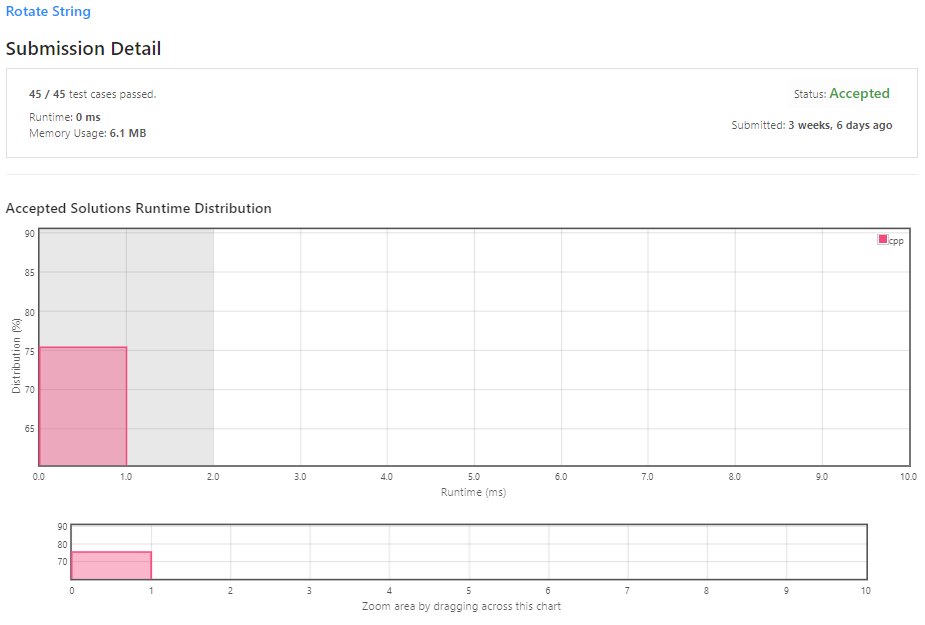 Rotate String
Submission Detail
45 / 45 test cases passed.
Status: Accepted
Runtime: 0 ms
Memory Usage: 6.1 MB
Submitted: 3 weeks, 6 days ago
Accepted Solutions Runtime Distribution
90
85
80
75
70
65
Distribution (%)
cpp
0.0 1.0 2.0 3.0 4.0 5.0 6.0 7.0 8.0 9.0 10.0
Runtime (ms)
90
80
70
0 1 2 3 4 5 6 7 8 9 10
Zoom area by dragging across this chart